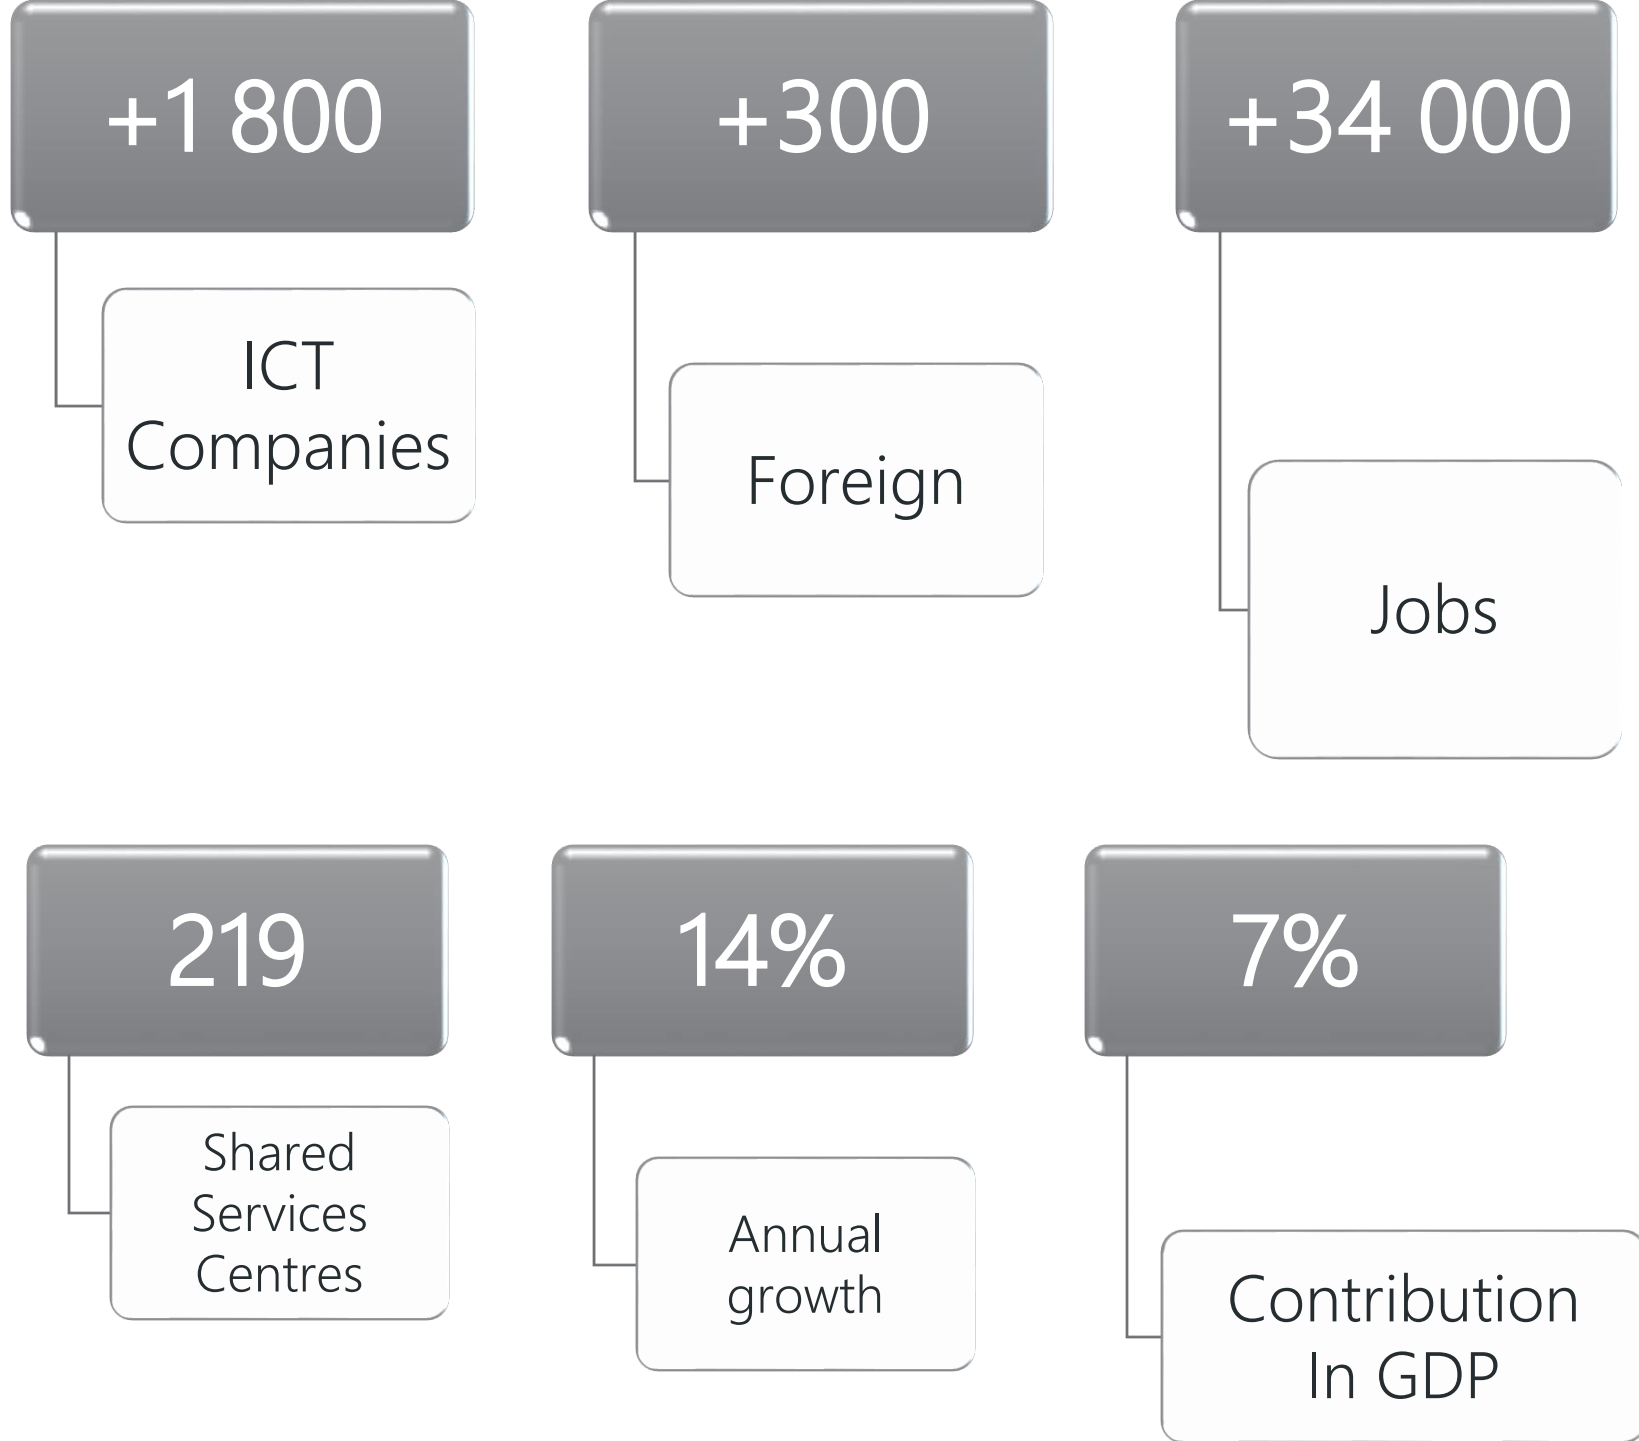 +1 800
ICT
Companies
+300
Foreign
+34 000
Jobs
219
Shared
Services
Centres
14%
Annual
growth
7%
Contribution
In GDP